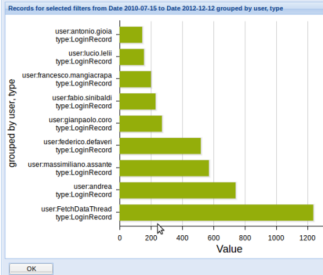 Records for selected filters from Date 2010-07-15 to Date 2012-12-12 grouped by user, type
grouped by user, type
user:antonio.gioia
type:LoginRecord
user:lucio.lelii
type:LoginRecord
user:francesco.mangiacrapa
type:LoginRecord
user:fabio.sinibaldi
type:LoginRecord
user:gianpaolo.coro
type:LoginRecord
user:federico.defaveri
type:LoginRecord
user:massimiliano.assante
type:LoginRecord
user:andrea
type:LoginRecord
user:FetchDataThread
type:LoginRecord
0 200 400 600 800 1000 1200
Value
OK